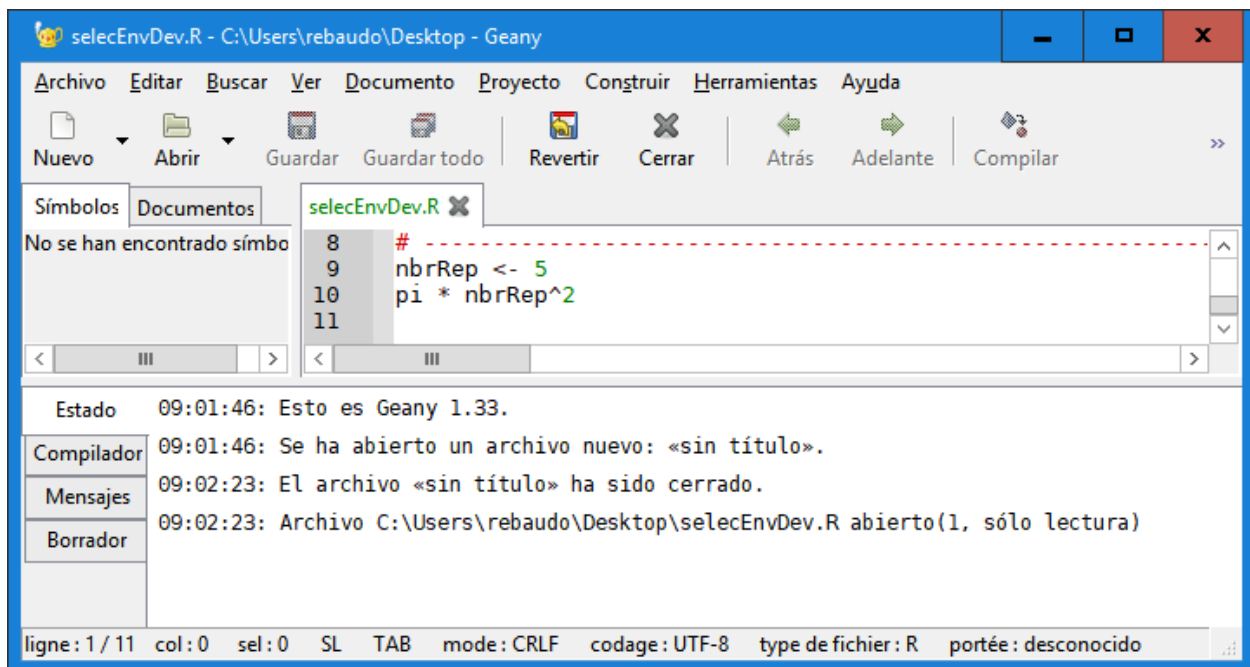 selecEnvDev.R - C:\Users\rebaudo\Desktop - Geany
Archivo Editar Buscar Ver Documento Proyecto Construir Herramientas Ayuda
Nuevo Abrir Guardar Guardar todo Revertir Cerrar Atrás Adelante Compilar »
Símbolos Documentos selecEnvDev.R
No se han encontrado símbo
8 # ----------------------------------------------------------
9 nbrRep <- 5
10 pi * nbrRep^2
11
Estado 09:01:46: Esto es Geany 1.33.
Compilador 09:01:46: Se ha abierto un archivo nuevo: «sin título».
Mensajes 09:02:23: El archivo «sin título» ha sido cerrado.
Borrador 09:02:23: Archivo C:\Users\rebaudo\Desktop\selecEnvDev.R abierto(1, sólo lectura)
ligne : 1 / 11 col : 0 sel : 0 SL TAB mode : CRLF codage : UTF-8 type de fichier : R portée : desconocido